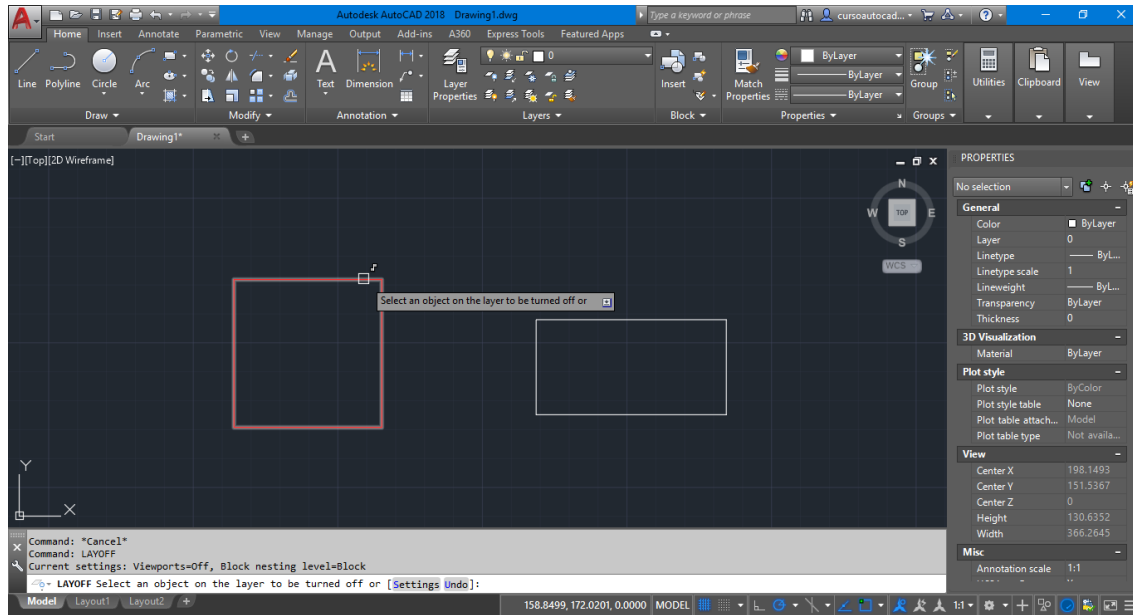 Autodesk AutoCAD 2018 Drawing1.dwg
Type a keyword or phrase
cursoautocad...
Home Insert Annotate Parametric View Manage Output Add-ins A360 Express Tools Featured Apps
0
ByLayer
ByLayer
ByLayer
Line Polyline Circle Arc
Text Dimension
Layer Properties
Insert
Match Properties
Group
Utilities Clipboard View
Draw Modify Annotation Layers Block Properties Groups
Start Drawing1*
[−][Top][2D Wireframe]
N
W TOP E
S
WCS
Select an object on the layer to be turned off or
Y
X
PROPERTIES
No selection
General
Color ByLayer
Layer 0
Linetype ByL...
Linetype scale 1
Lineweight ByL...
Transparency ByLayer
Thickness 0
3D Visualization
Material ByLayer
Plot style
Plot style ByColor
Plot style table None
Plot table attach... Model
Plot table type Not availa...
View
Center X 198.1493
Center Y 151.5367
Center Z 0
Height 130.6352
Width 366.2645
Misc
Annotation scale 1:1
Command: *Cancel*
Command: LAYOFF
Current settings: Viewports=Off, Block nesting level=Block
LAYOFF Select an object on the layer to be turned off or [Settings Undo]:
Model Layout1 Layout2 +
158.8499, 172.0201, 0.0000 MODEL 1:1